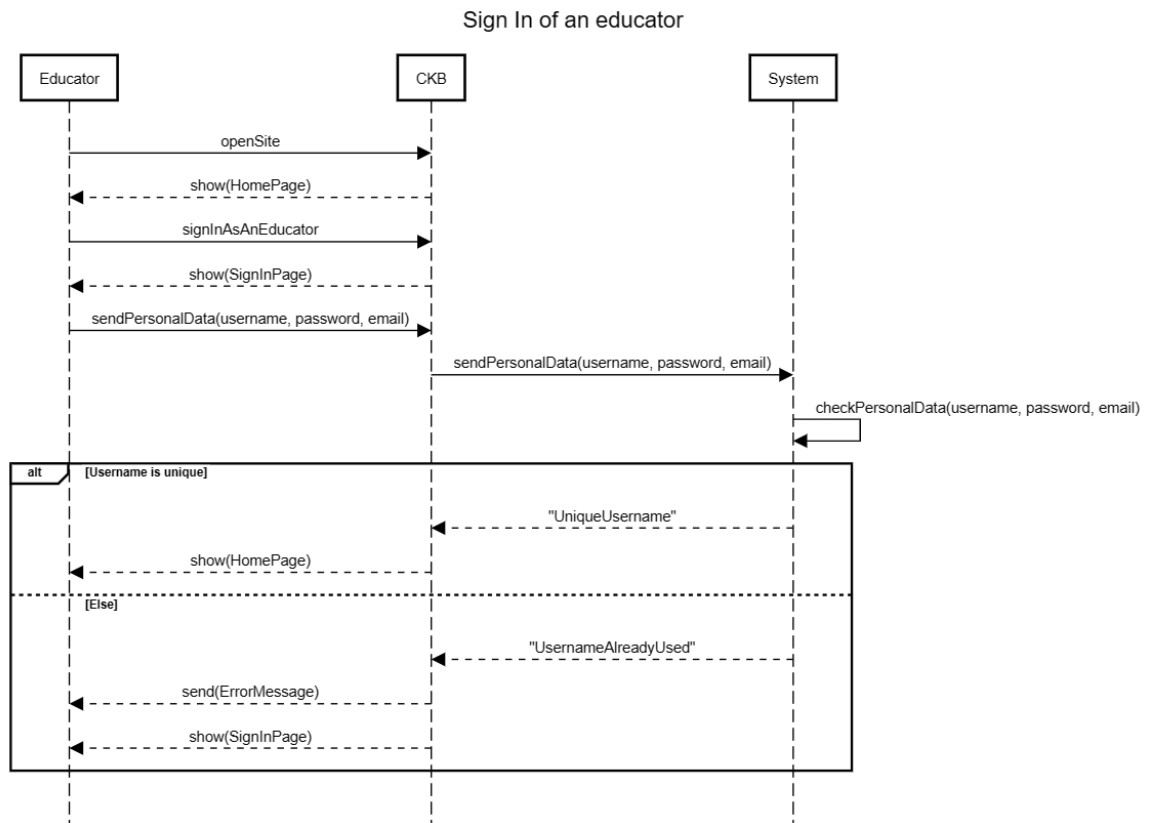 Sign In of an educator
Educator
CKB
System
openSite
show(HomePage)
signInAsAnEducator
show(SignInPage)
sendPersonalData(username, password, email)
sendPersonalData(username, password, email)
checkPersonalData(username, password, email)
alt
[Username is unique]
"UniqueUsername"
show(HomePage)
[Else]
"UsernameAlreadyUsed"
send(ErrorMessage)
show(SignInPage)